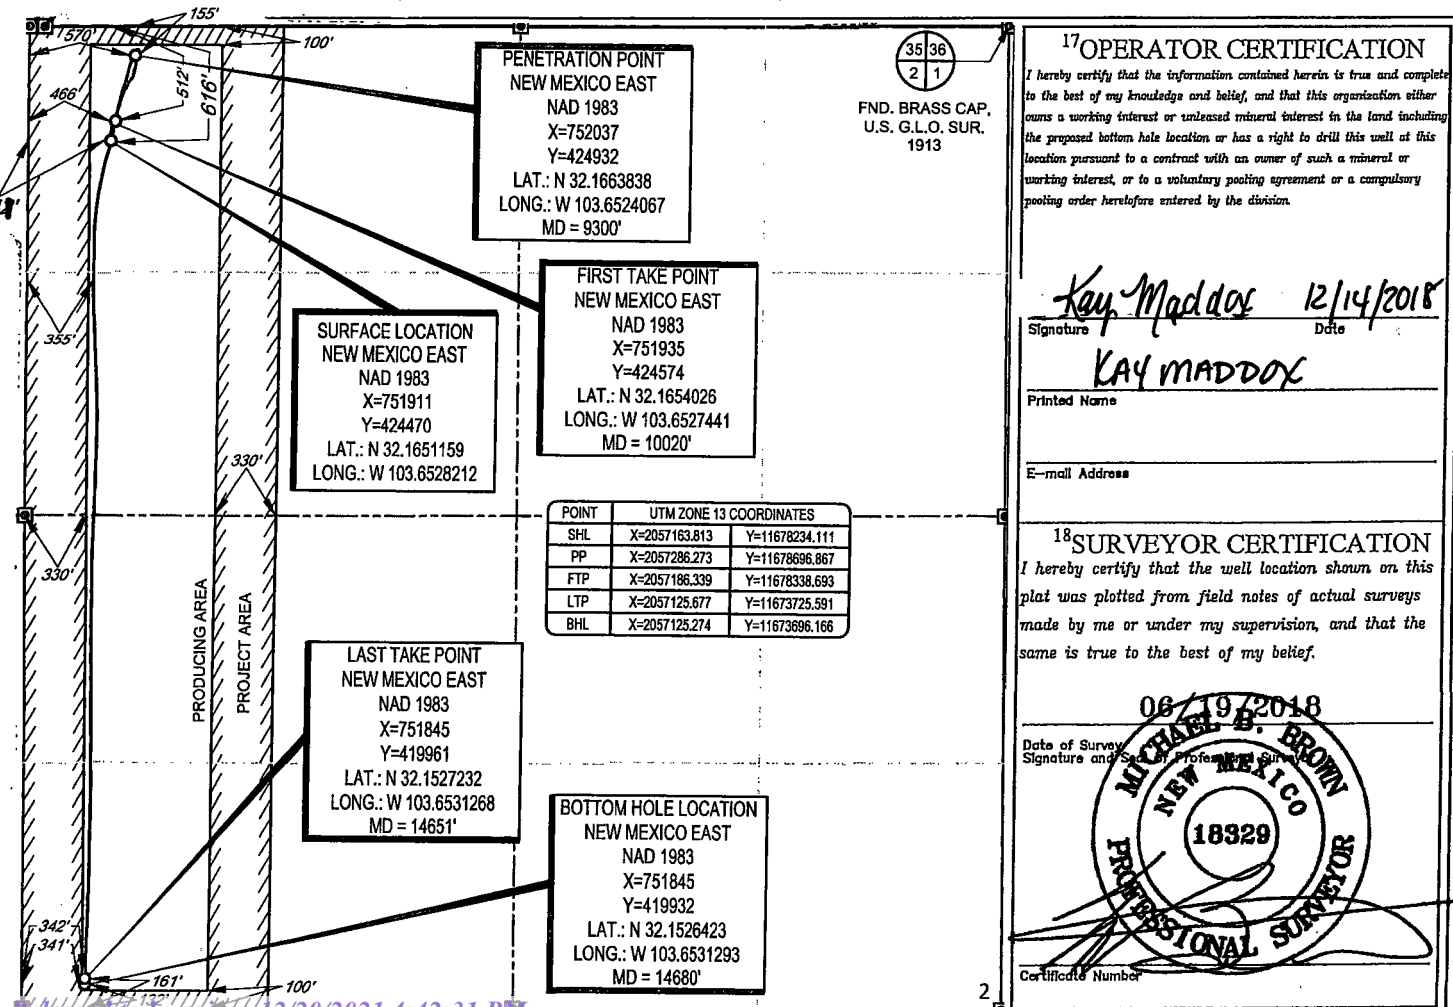 155'
570'
100'
512'
616'
466'
355'
330'
330'
PRODUCING AREA
PROJECT AREA
342'
341'
161'
132'
100'
PENETRATION POINT
NEW MEXICO EAST
NAD 1983
X=752037
Y=424932
LAT.: N 32.1663838
LONG.: W 103.6524067
MD = 9300'
FIRST TAKE POINT
NEW MEXICO EAST
NAD 1983
X=751935
Y=424574
LAT.: N 32.1654026
LONG.: W 103.6527441
MD = 10020'
SURFACE LOCATION
NEW MEXICO EAST
NAD 1983
X=751911
Y=424470
LAT.: N 32.1651159
LONG.: W 103.6528212
POINT UTM ZONE 13 COORDINATES
SHL X=2057163.813 Y=11678234.111
PP X=2057286.273 Y=11678696.867
FTP X=2057186.339 Y=11678338.693
LTP X=2057125.677 Y=11673725.591
BHL X=2057125.274 Y=11673696.166
LAST TAKE POINT
NEW MEXICO EAST
NAD 1983
X=751845
Y=419961
LAT.: N 32.1527232
LONG.: W 103.6531268
MD = 14651'
BOTTOM HOLE LOCATION
NEW MEXICO EAST
NAD 1983
X=751845
Y=419932
LAT.: N 32.1526423
LONG.: W 103.6531293
MD = 14680'
35 36
2 1
FND. BRASS CAP,
U.S. G.L.O. SUR.
1913
2
17 OPERATOR CERTIFICATION
I hereby certify that the information contained herein is true and complete
to the best of my knowledge and belief, and that this organization either
owns a working interest or unleased mineral interest in the land including
the proposed bottom hole location or has a right to drill this well at this
location pursuant to a contract with an owner of such a mineral or
working interest, or to a voluntary pooling agreement or a compulsory
pooling order heretofore entered by the division.
Kay Maddox 12/14/2018
Signature Date
KAY MADDOX
Printed Name
E-mail Address
18 SURVEYOR CERTIFICATION
I hereby certify that the well location shown on this
plat was plotted from field notes of actual surveys
made by me or under my supervision, and that the
same is true to the best of my belief.
06/19/2018
Date of Survey
Signature and Seal of Professional Surveyor
MICHAEL B. BROWN
NEW MEXICO
18329
PROFESSIONAL SURVEYOR
Certificate Number
12/20/2021 4:42:31 PM